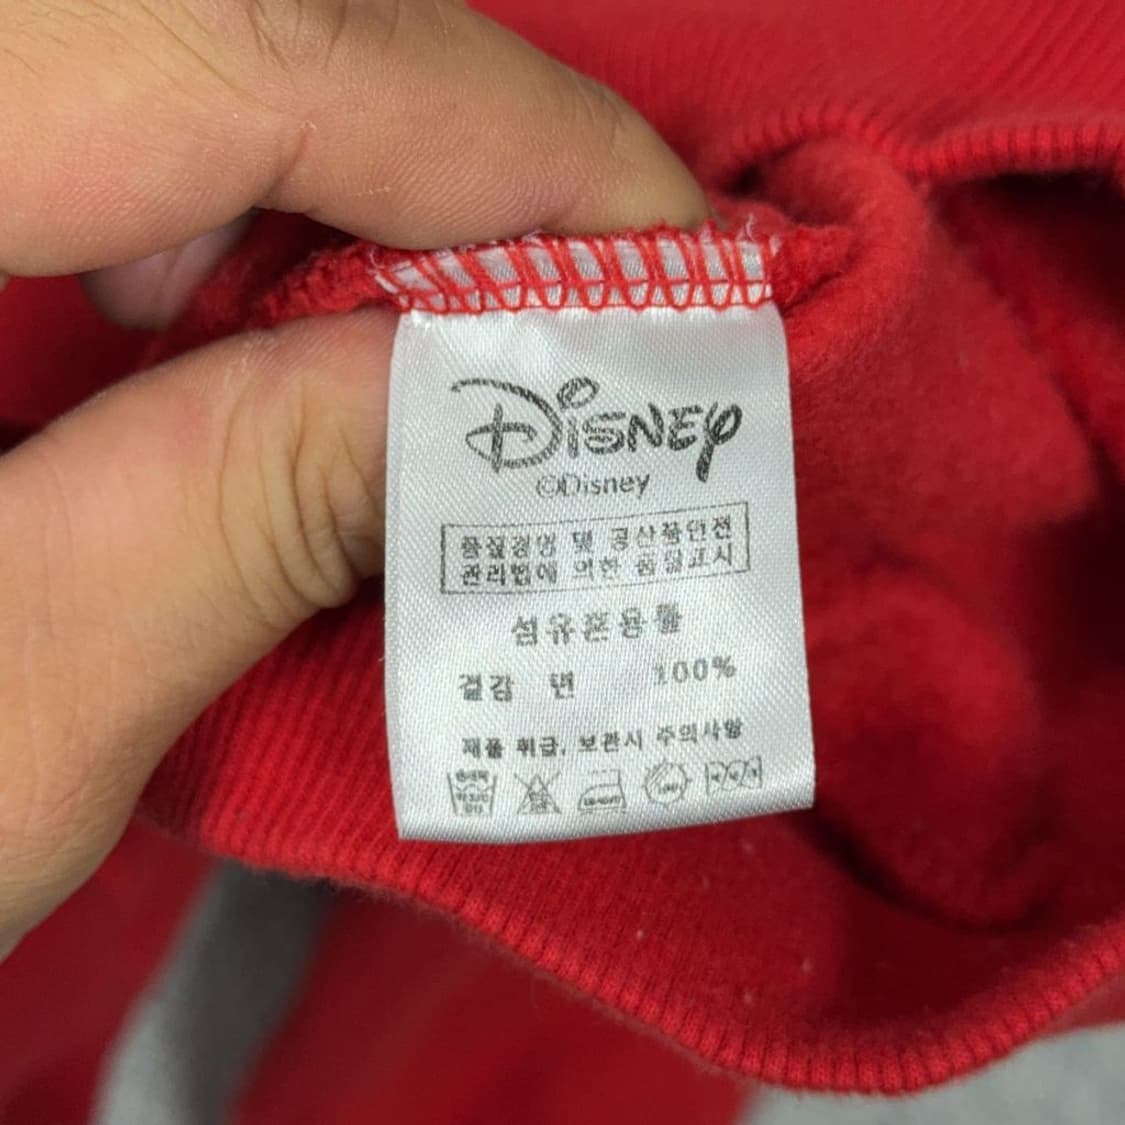 Disney
©Disney
품질경영 및 공산품안전
관리법에 의한 품질표시
섬유혼용률
겉감 면 100%
제품 취급, 보관시 주의사항